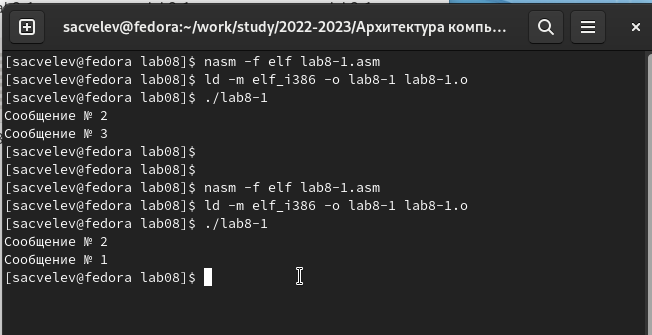 sacvelev@fedora:~/work/study/2022-2023/Архитектура компь…
[sacvelev@fedora lab08]$ nasm -f elf lab8-1.asm
[sacvelev@fedora lab08]$ ld -m elf_i386 -o lab8-1 lab8-1.o
[sacvelev@fedora lab08]$ ./lab8-1
Сообщение № 2
Сообщение № 3
[sacvelev@fedora lab08]$
[sacvelev@fedora lab08]$
[sacvelev@fedora lab08]$ nasm -f elf lab8-1.asm
[sacvelev@fedora lab08]$ ld -m elf_i386 -o lab8-1 lab8-1.o
[sacvelev@fedora lab08]$ ./lab8-1
Сообщение № 2
Сообщение № 1
[sacvelev@fedora lab08]$